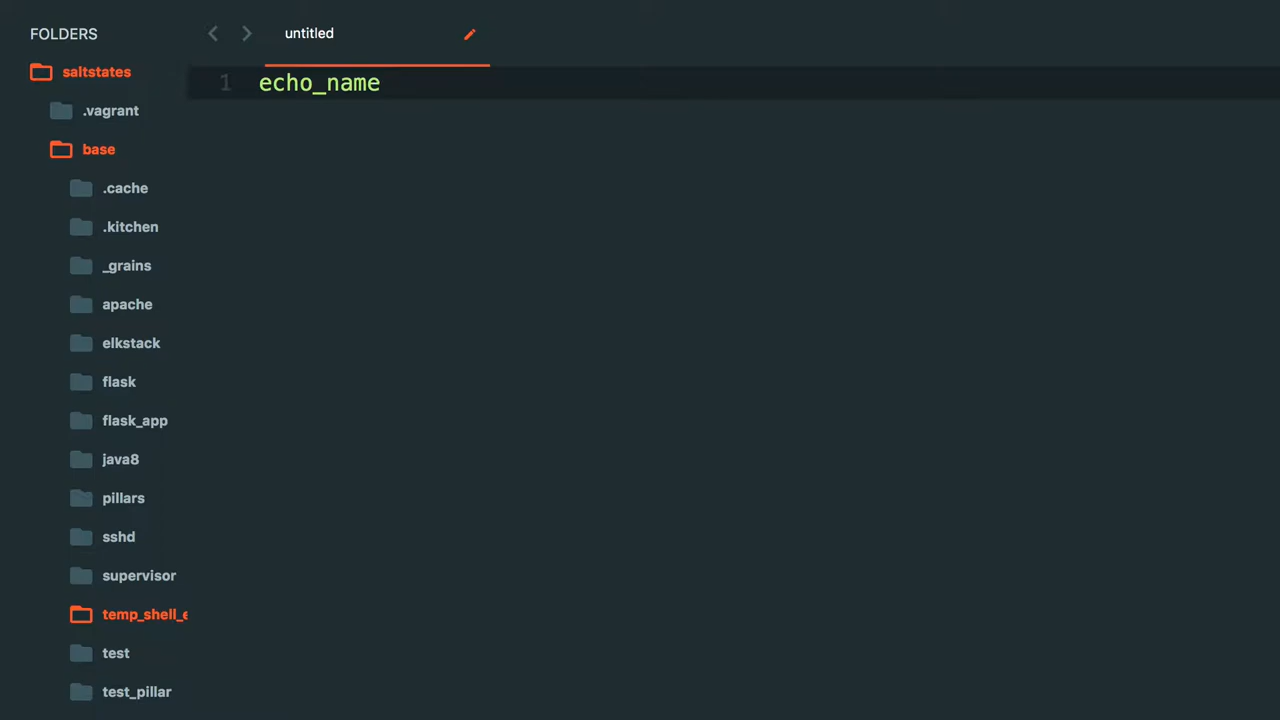 FOLDERS
saltstates
.vagrant
base
.cache
.kitchen
_grains
apache
elkstack
flask
flask_app
java8
pillars
sshd
supervisor
temp_shell_e
test
test_pillar
untitled
1 echo_name